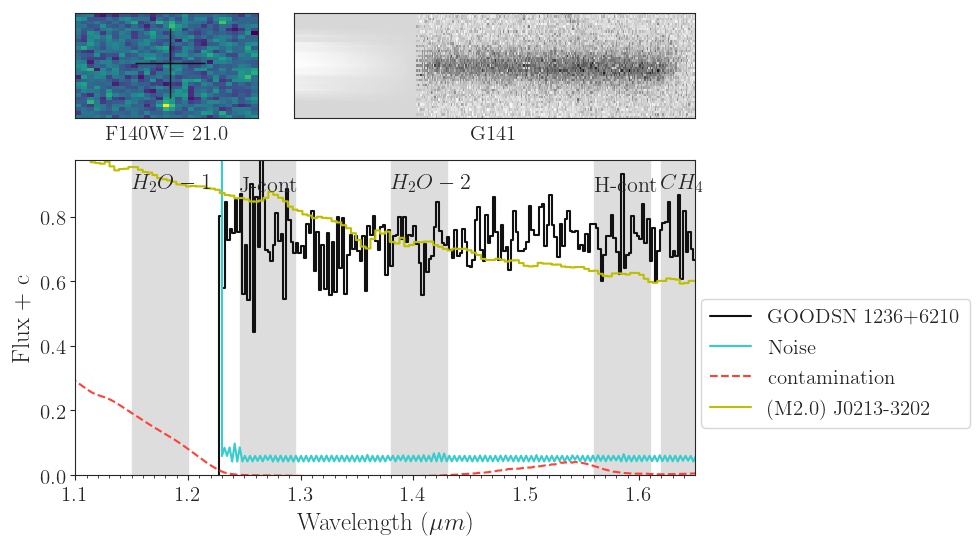 F140W= 21.0
G141
H₂O − 1
J-cont
H₂O − 2
H-cont
CH₄
0.8
0.6
0.4
0.2
0.0
Flux + c
1.1
1.2
1.3
1.4
1.5
1.6
Wavelength (μm)
GOODSN 1236+6210
Noise
contamination
(M2.0) J0213-3202